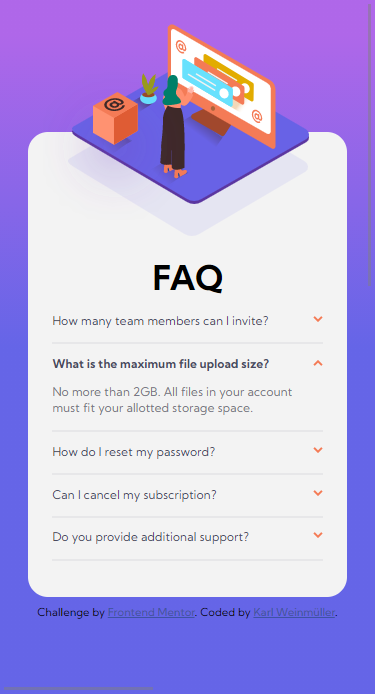 FAQ
How many team members can I invite?
What is the maximum file upload size?
No more than 2GB. All files in your account
must fit your allotted storage space.
How do I reset my password?
Can I cancel my subscription?
Do you provide additional support?
Challenge by Frontend Mentor. Coded by Karl Weinmüller.